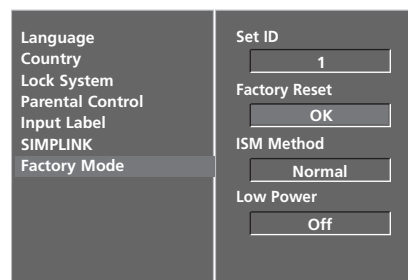 Language
Country
Lock System
Parental Control
Input Label
SIMPLINK
Factory Mode
Set ID
1
Factory Reset
OK
ISM Method
Normal
Low Power
Off